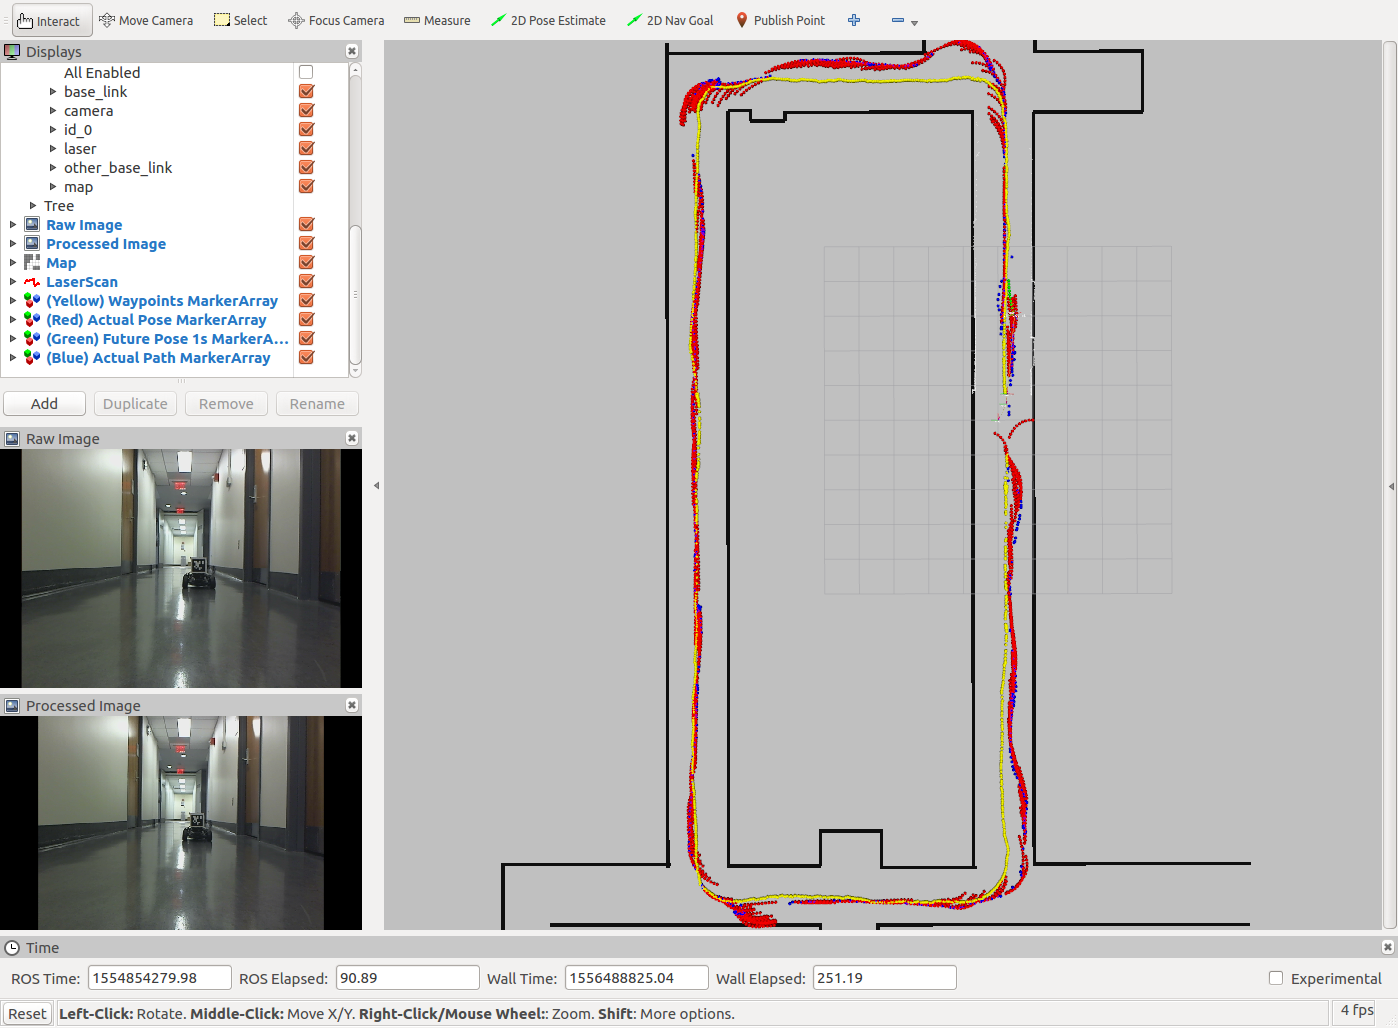 Interact Move Camera Select Focus Camera Measure 2D Pose Estimate 2D Nav Goal Publish Point
Displays
All Enabled
base_link
camera
id_0
laser
other_base_link
map
Tree
Raw Image
Processed Image
Map
LaserScan
(Yellow) Waypoints MarkerArray
(Red) Actual Pose MarkerArray
(Green) Future Pose 1s MarkerA...
(Blue) Actual Path MarkerArray
Add Duplicate Remove Rename
Raw Image
Processed Image
Time
ROS Time: 1554854279.98 ROS Elapsed: 90.89 Wall Time: 1556488825.04 Wall Elapsed: 251.19 Experimental
Reset Left-Click: Rotate. Middle-Click: Move X/Y. Right-Click/Mouse Wheel:: Zoom. Shift: More options. 4 fps